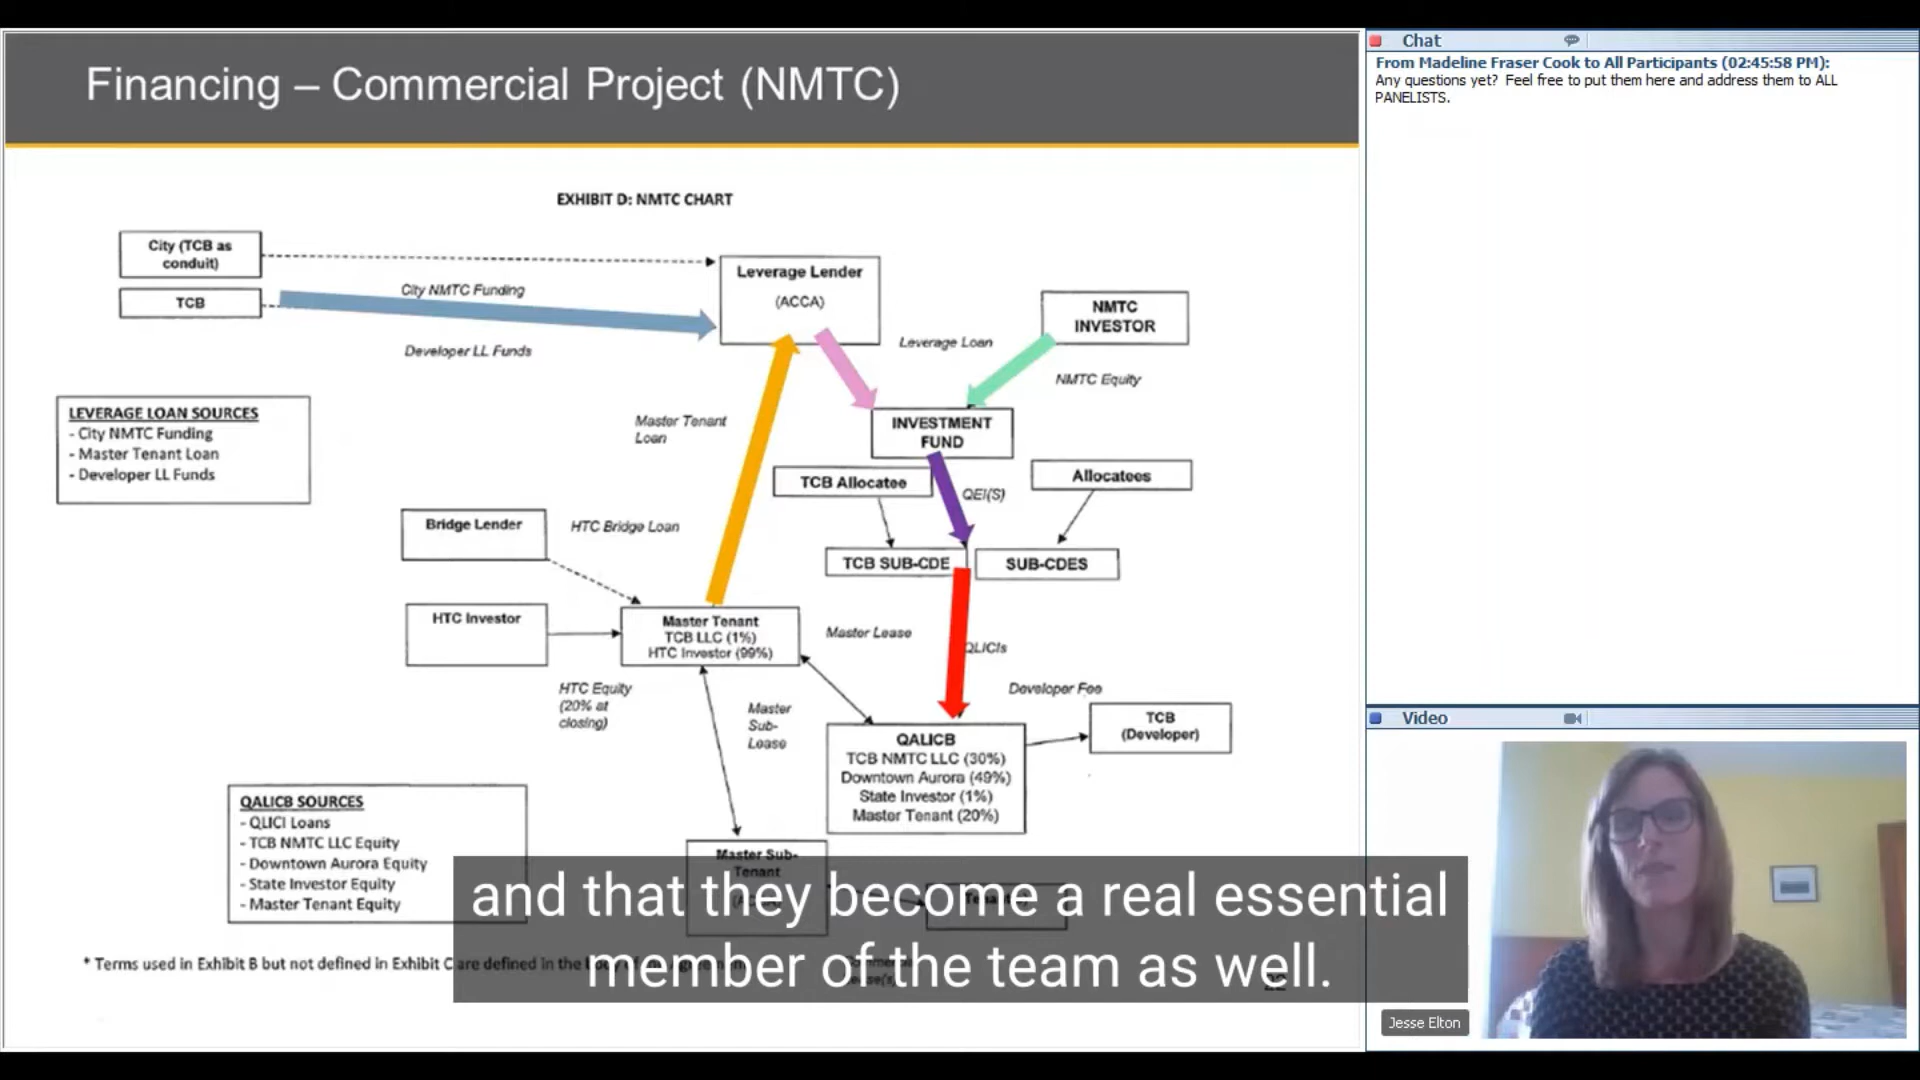 Financing – Commercial Project (NMTC)
EXHIBIT D: NMTC CHART
City (TCB as
conduit)
TCB
City NMTC Funding
Developer LL Funds
Leverage Lender
(ACCA)
NMTC
INVESTOR
Leverage Loan
NMTC Equity
LEVERAGE LOAN SOURCES
- City NMTC Funding
- Master Tenant Loan
- Developer LL Funds
Master Tenant
Loan
INVESTMENT
FUND
TCB Allocatee
QEI(S)
Allocatees
Bridge Lender
HTC Bridge Loan
TCB SUB-CDE
SUB-CDES
HTC Investor
Master Tenant
TCB LLC (1%)
HTC Investor (99%)
Master Lease
QLICIs
HTC Equity
(20% at
closing)
Master
Sub-
Lease
Developer Fee
TCB
(Developer)
QALICB
TCB NMTC LLC (30%)
Downtown Aurora (49%)
State Investor (1%)
Master Tenant (20%)
QALICB SOURCES
- QLICI Loans
- TCB NMTC LLC Equity
- Downtown Aurora Equity
- State Investor Equity
- Master Tenant Equity
Master Sub-
Tenant
* Terms used in Exhibit B but not defined in Exhibit C are defined in the
and that they become a real essential
member of the team as well.
Chat
From Madeline Fraser Cook to All Participants (02:45:58 PM):
Any questions yet? Feel free to put them here and address them to ALL
PANELISTS.
Video
Jesse Elton